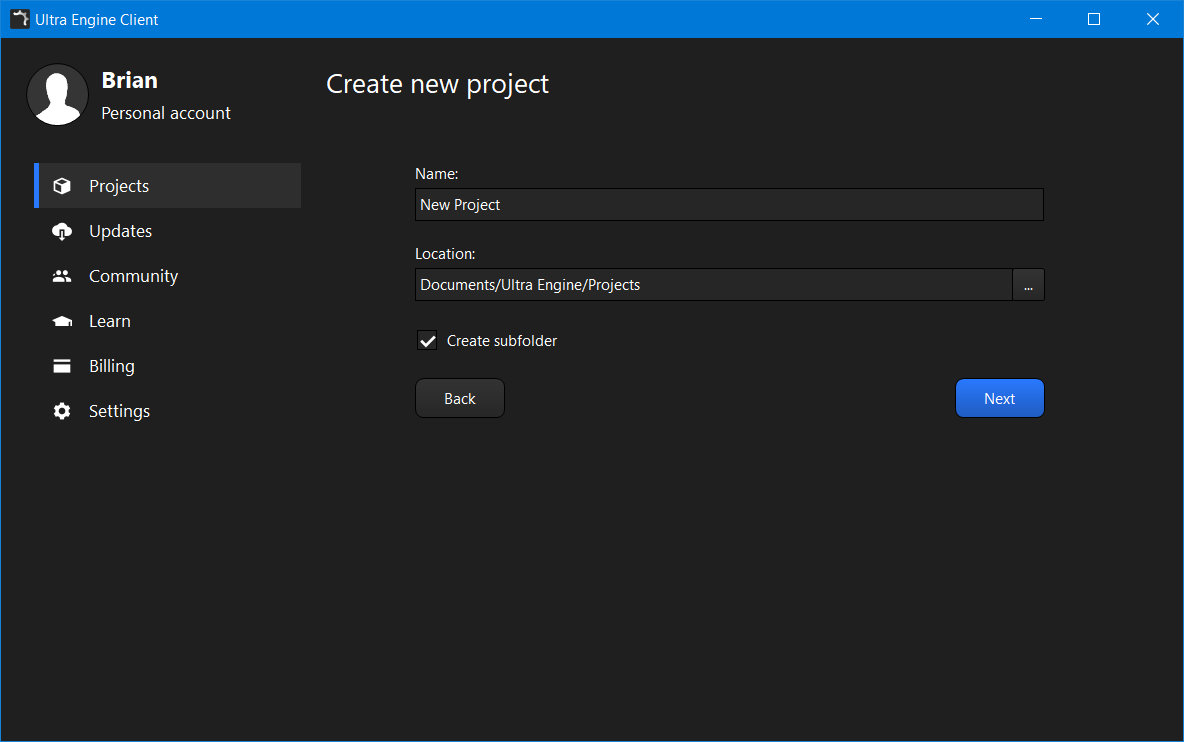 Ultra Engine Client
Brian
Personal account
Projects
Updates
Community
Learn
Billing
Settings
Create new project
Name:
New Project
Location:
Documents/Ultra Engine/Projects
...
Create subfolder
Back
Next